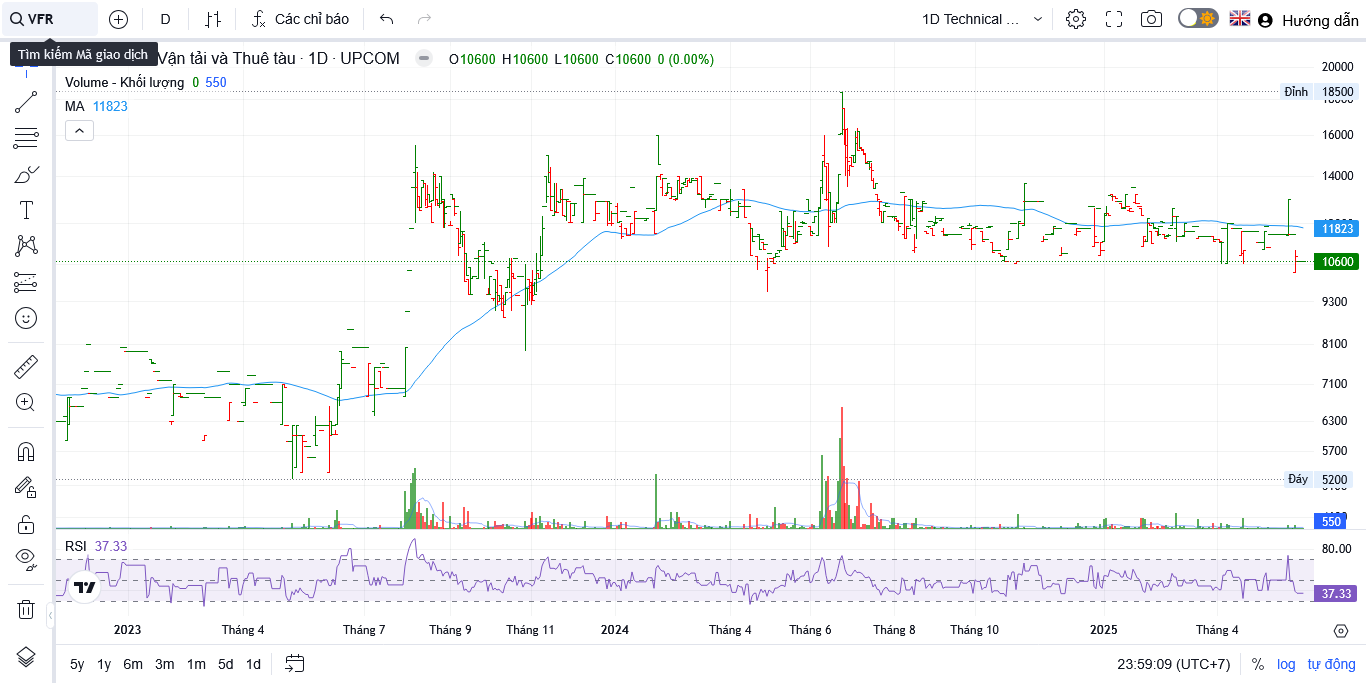 VFR
D
Các chỉ báo
1D Technical ...
Hướng dẫn
Tìm kiếm Mã giao dịch
Vận tải và Thuê tàu · 1D · UPCOM
O10600 H10600 L10600 C10600 0 (0.00%)
Volume - Khối lượng 0 550
MA 11823
20000
Đỉnh 18500
16000
14000
11823
10600
9300
8100
7100
6300
5700
Đáy 5200
550
RSI 37.33
80.00
37.33
2023 Tháng 4 Tháng 7 Tháng 9 Tháng 11 2024 Tháng 4 Tháng 6 Tháng 8 Tháng 10 2025 Tháng 4
5y 1y 6m 3m 1m 5d 1d
23:59:09 (UTC+7) % log tự động